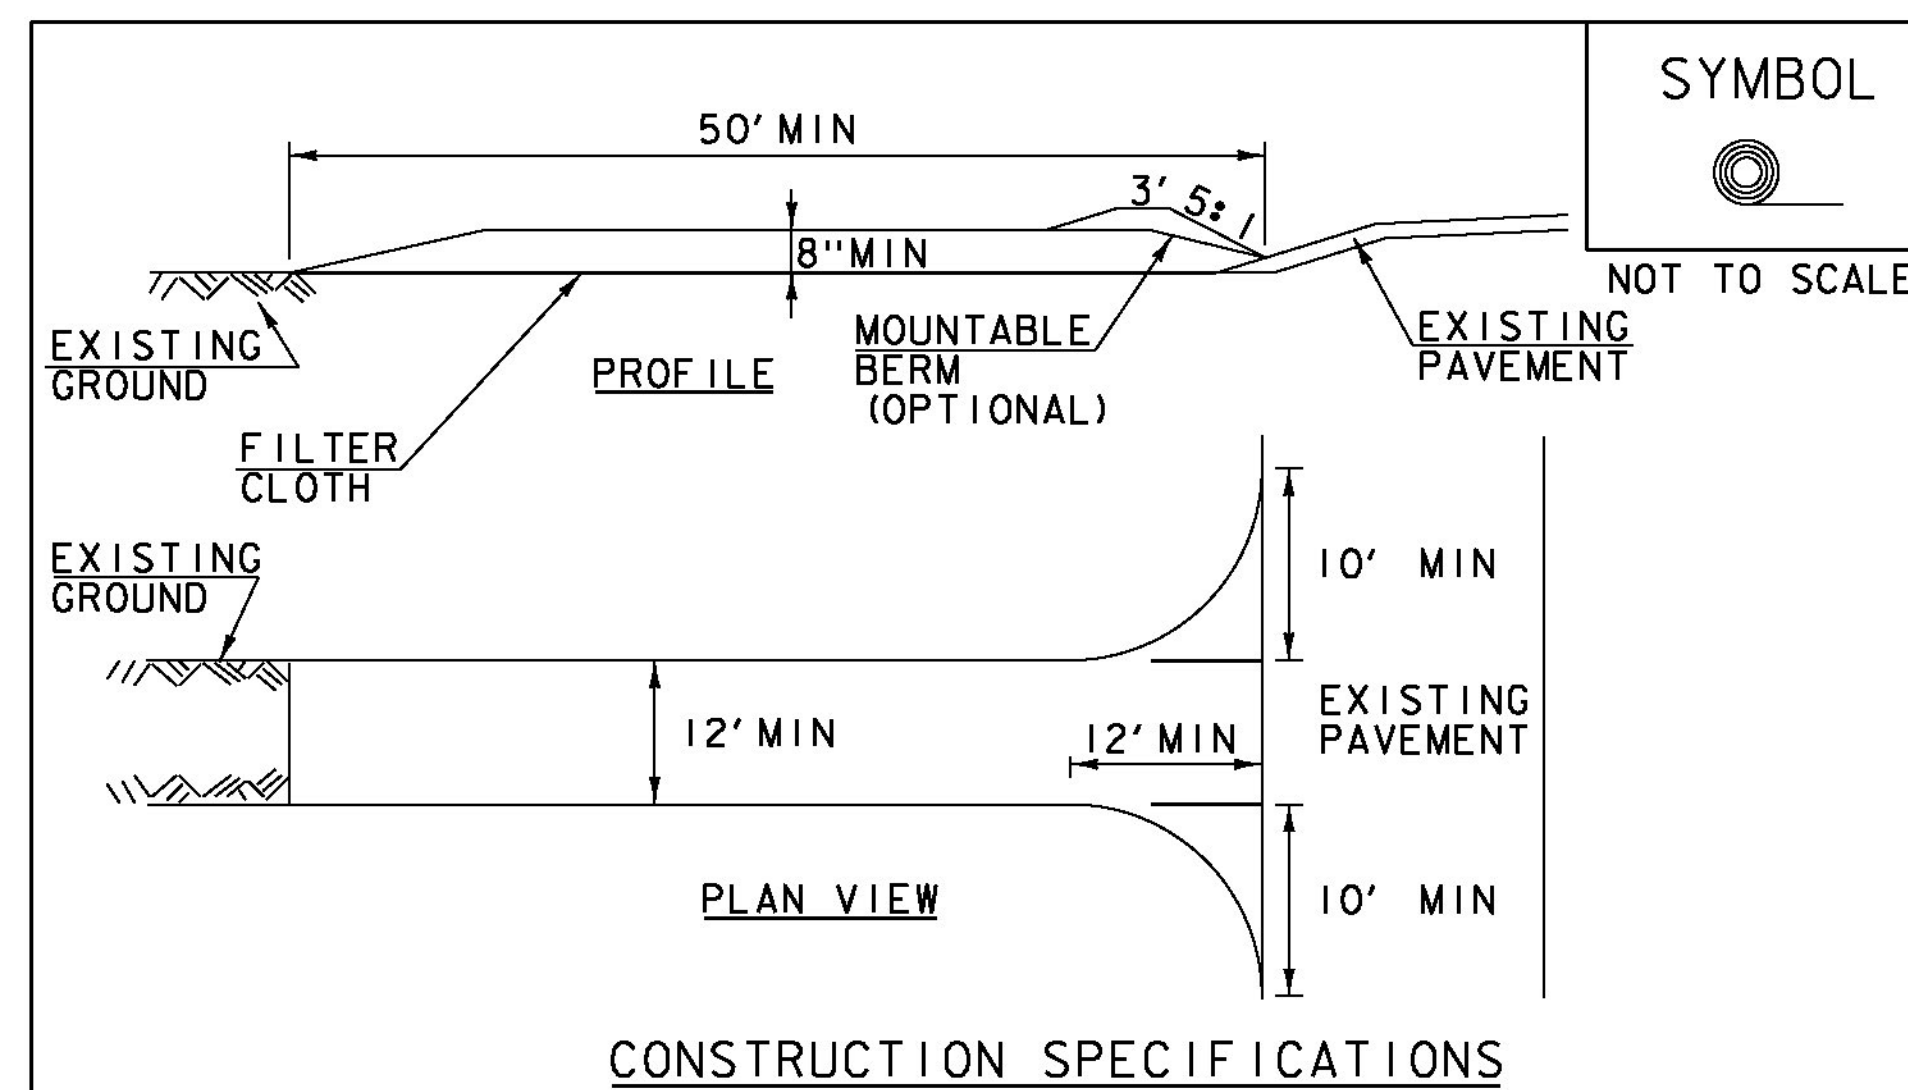 SYMBOL
NOT TO SCALE
50' MIN
3' 5:1
8" MIN
EXISTING
GROUND
PROFILE
MOUNTABLE
BERM
(OPTIONAL)
EXISTING
PAVEMENT
FILTER
CLOTH
EXISTING
GROUND
10' MIN
12' MIN
12' MIN
EXISTING
PAVEMENT
10' MIN
PLAN VIEW
CONSTRUCTION SPECIFICATIONS